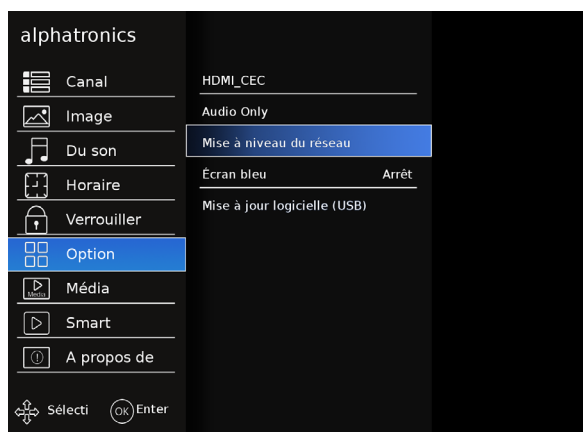 alphatronics
Canal
Image
Du son
Horaire
Verrouiller
Option
Média
Media
Smart
A propos de
Sélecti
OK Enter
HDMI_CEC
Audio Only
Mise à niveau du réseau
Écran bleu Arrêt
Mise à jour logicielle (USB)